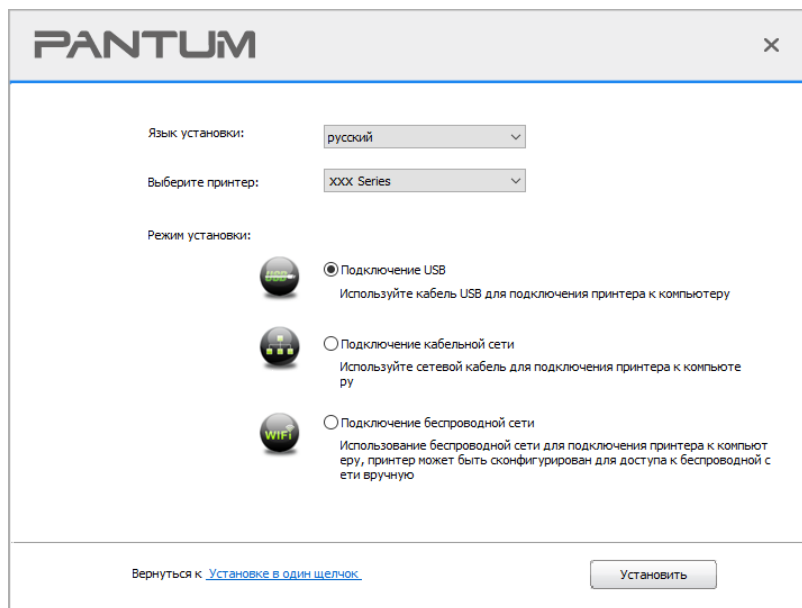 PANTUM
Язык установки:
русский
Выберите принтер:
XXX Series
Режим установки:
USB
Подключение USB
Используйте кабель USB для подключения принтера к компьютеру
Подключение кабельной сети
Используйте сетевой кабель для подключения принтера к компьюте
ру
WiFi
Подключение беспроводной сети
Использование беспроводной сети для подключения принтера к компьют
еру, принтер может быть сконфигурирован для доступа к беспроводной с
ети вручную
Вернуться к Установке в один щелчок
Установить